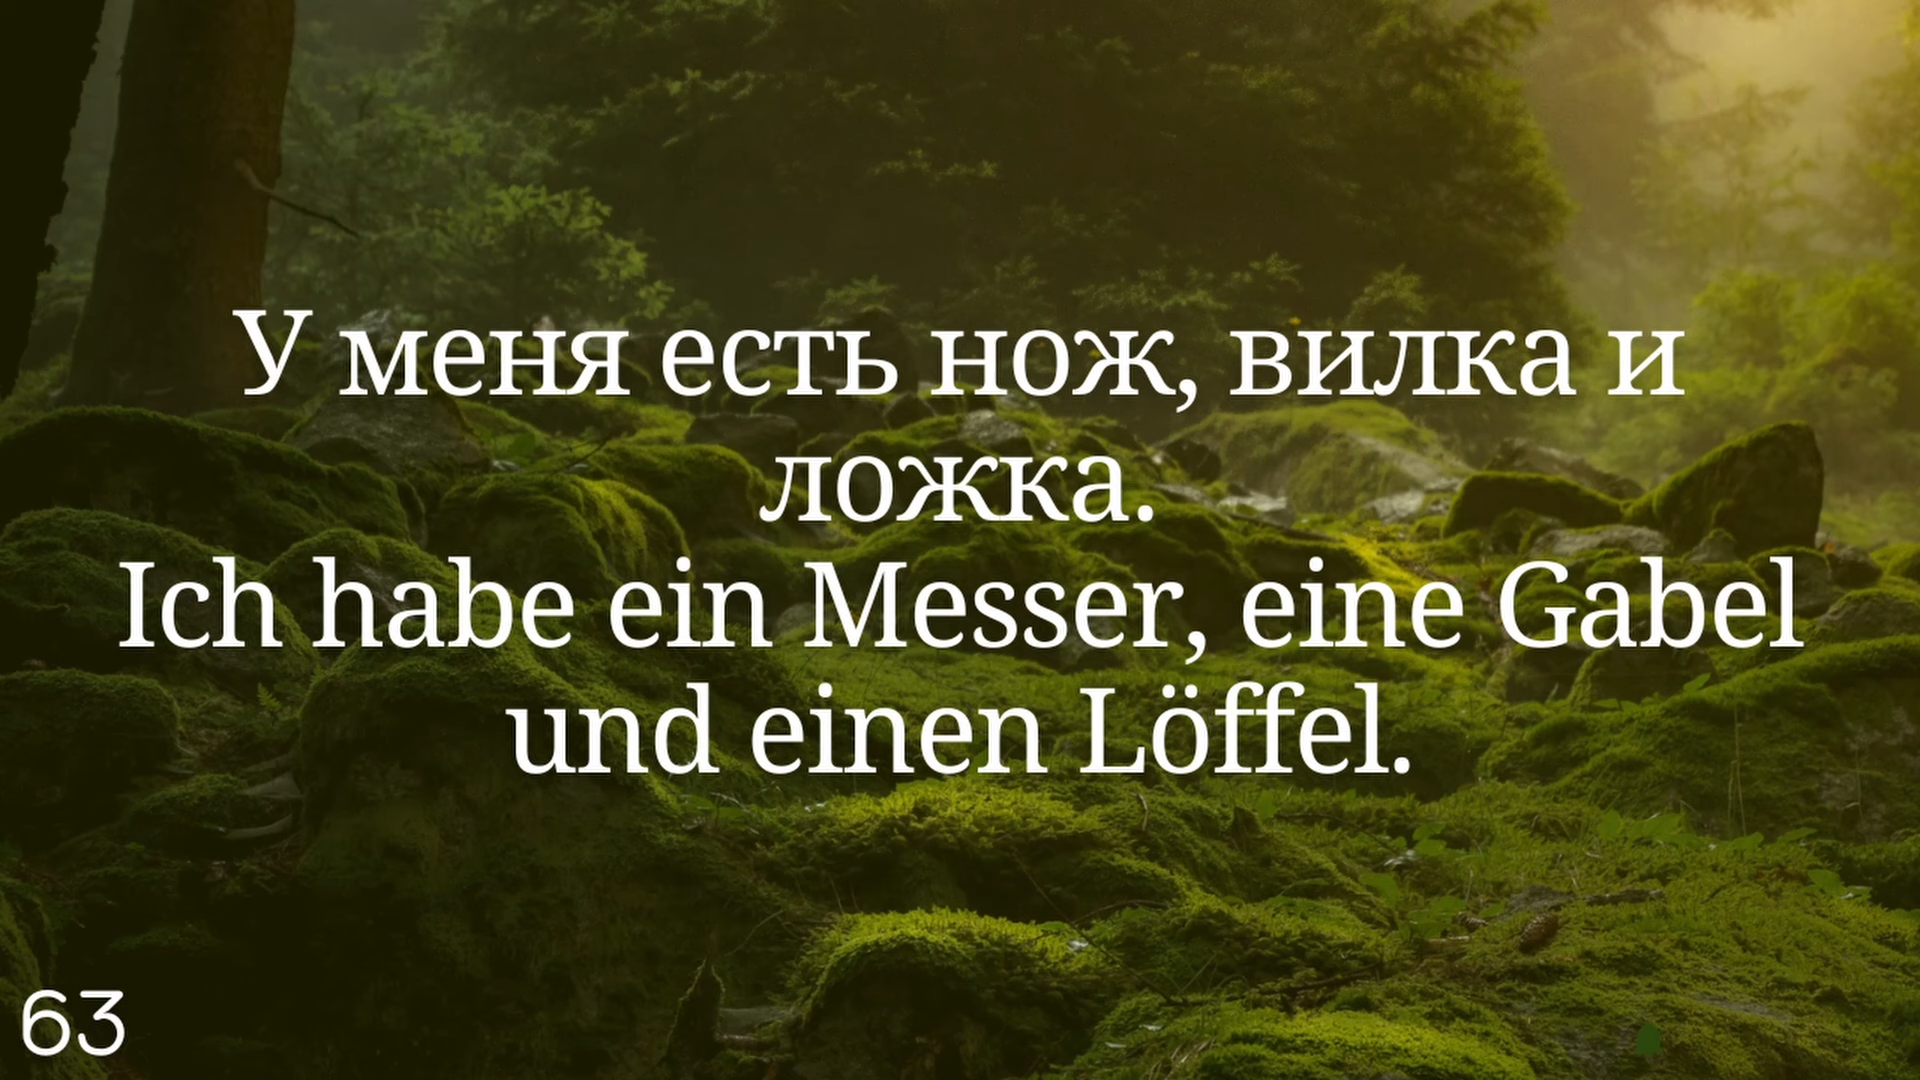 У меня есть нож, вилка и
ложка.
Ich habe ein Messer, eine Gabel
und einen Löffel.
63